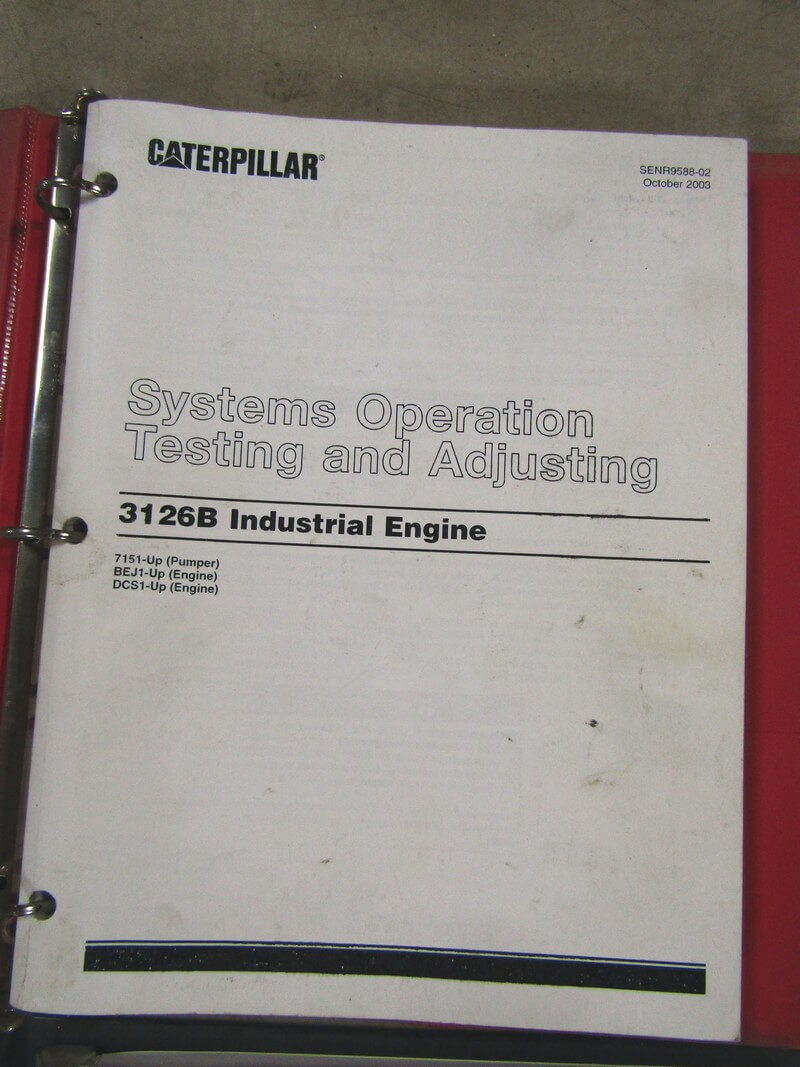 CATERPILLAR®
SENR9588-02
October 2003
Systems Operation
Testing and Adjusting
3126B Industrial Engine
7151-Up (Pumper)
BEJ1-Up (Engine)
DCS1-Up (Engine)